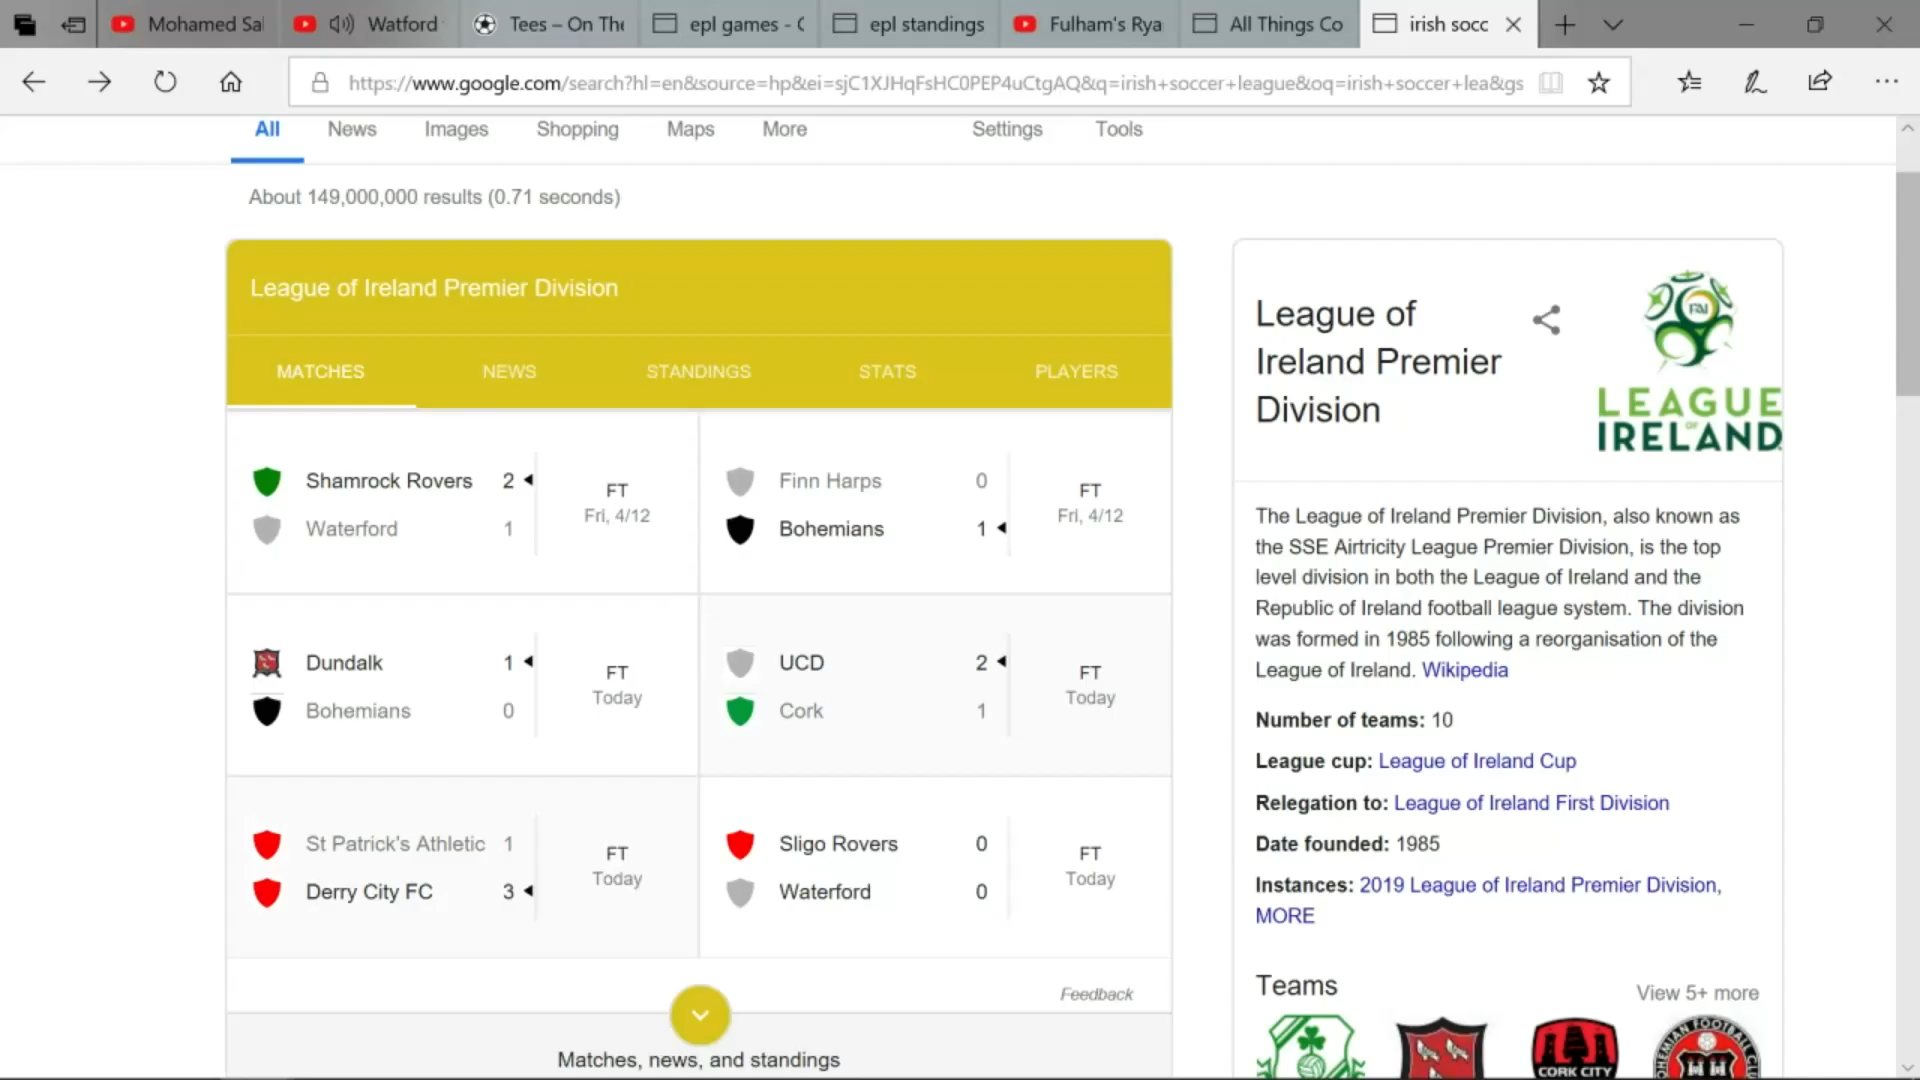 Mohamed Sal
Watford
Tees – On The
epl games - G
epl standings
Fulham's Rya
All Things Co
irish socc
https://www.google.com/search?hl=en&source=hp&ei=sjC1XJHqFsHC0PEP4uCtgAQ&q=irish+soccer+league&oq=irish+soccer+lea&gs
All News Images Shopping Maps More Settings Tools
About 149,000,000 results (0.71 seconds)
League of Ireland Premier Division
MATCHES NEWS STANDINGS STATS PLAYERS
Shamrock Rovers 2
Waterford 1
FT
Fri, 4/12
Finn Harps 0
Bohemians 1
FT
Fri, 4/12
Dundalk 1
Bohemians 0
FT
Today
UCD 2
Cork 1
FT
Today
St Patrick's Athletic 1
Derry City FC 3
FT
Today
Sligo Rovers 0
Waterford 0
FT
Today
Feedback
Matches, news, and standings
League of
Ireland Premier
Division
FAI
LEAGUE
OF
IRELAND
The League of Ireland Premier Division, also known as
the SSE Airtricity League Premier Division, is the top
level division in both the League of Ireland and the
Republic of Ireland football league system. The division
was formed in 1985 following a reorganisation of the
League of Ireland. Wikipedia
Number of teams: 10
League cup: League of Ireland Cup
Relegation to: League of Ireland First Division
Date founded: 1985
Instances: 2019 League of Ireland Premier Division,
MORE
Teams
View 5+ more
CORK CITY
BOHEMIAN FOOTBALL CLUB